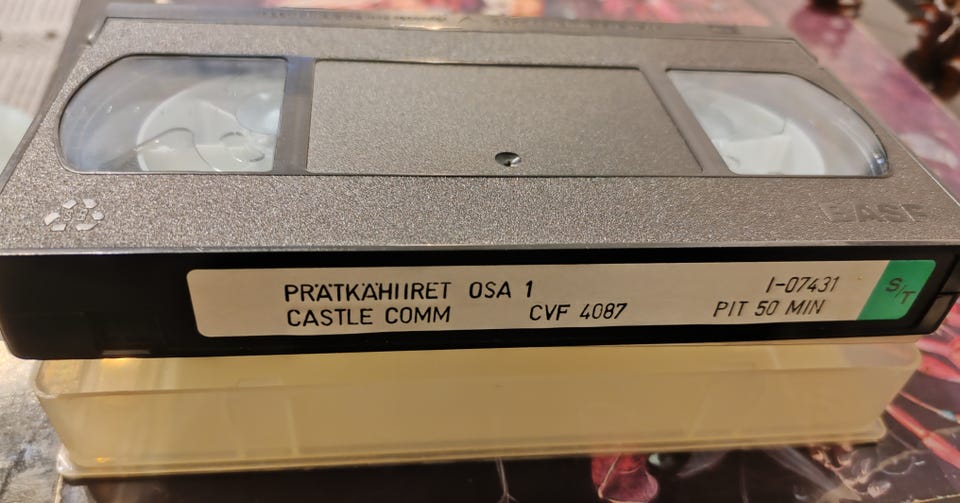 BASF
PRÄTKÄHIIRET OSA 1 I-07431
CASTLE COMM CVF 4087 PIT 50 MIN
S/T